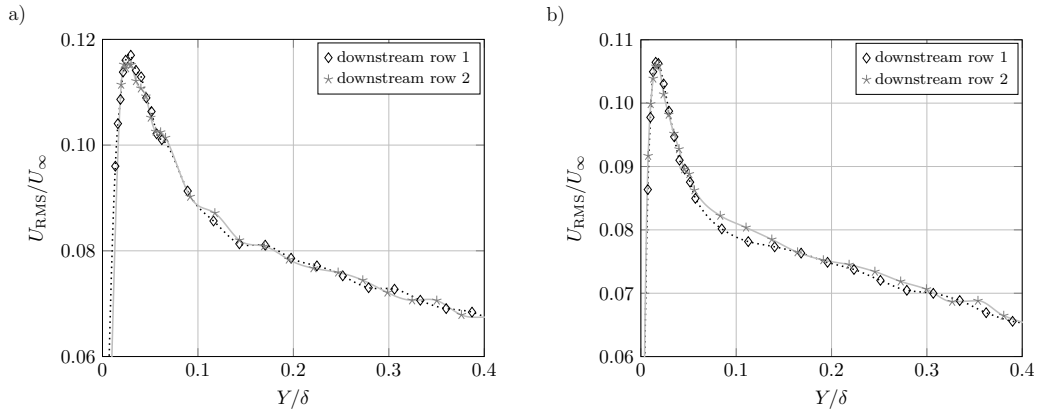 a)
0.12
0.10
0.08
0.06
U_RMS/U_∞
0
0.1
0.2
0.3
0.4
Y/δ
downstream row 1
downstream row 2
b)
0.11
0.10
0.09
0.08
0.07
0.06
U_RMS/U_∞
0
0.1
0.2
0.3
0.4
Y/δ
downstream row 1
downstream row 2